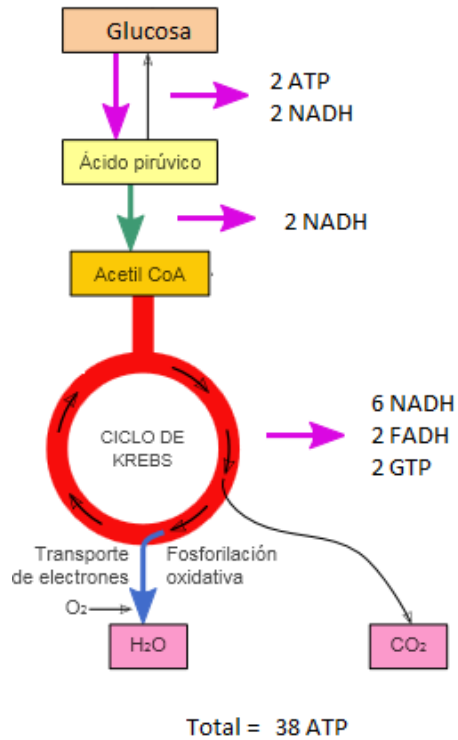 Glucosa
2 ATP
2 NADH
Ácido pirúvico
2 NADH
Acetil CoA
CICLO DE
KREBS
6 NADH
2 FADH
2 GTP
Transporte
de electrones
Fosforilación
oxidativa
O₂
H₂O
CO₂
Total = 38 ATP